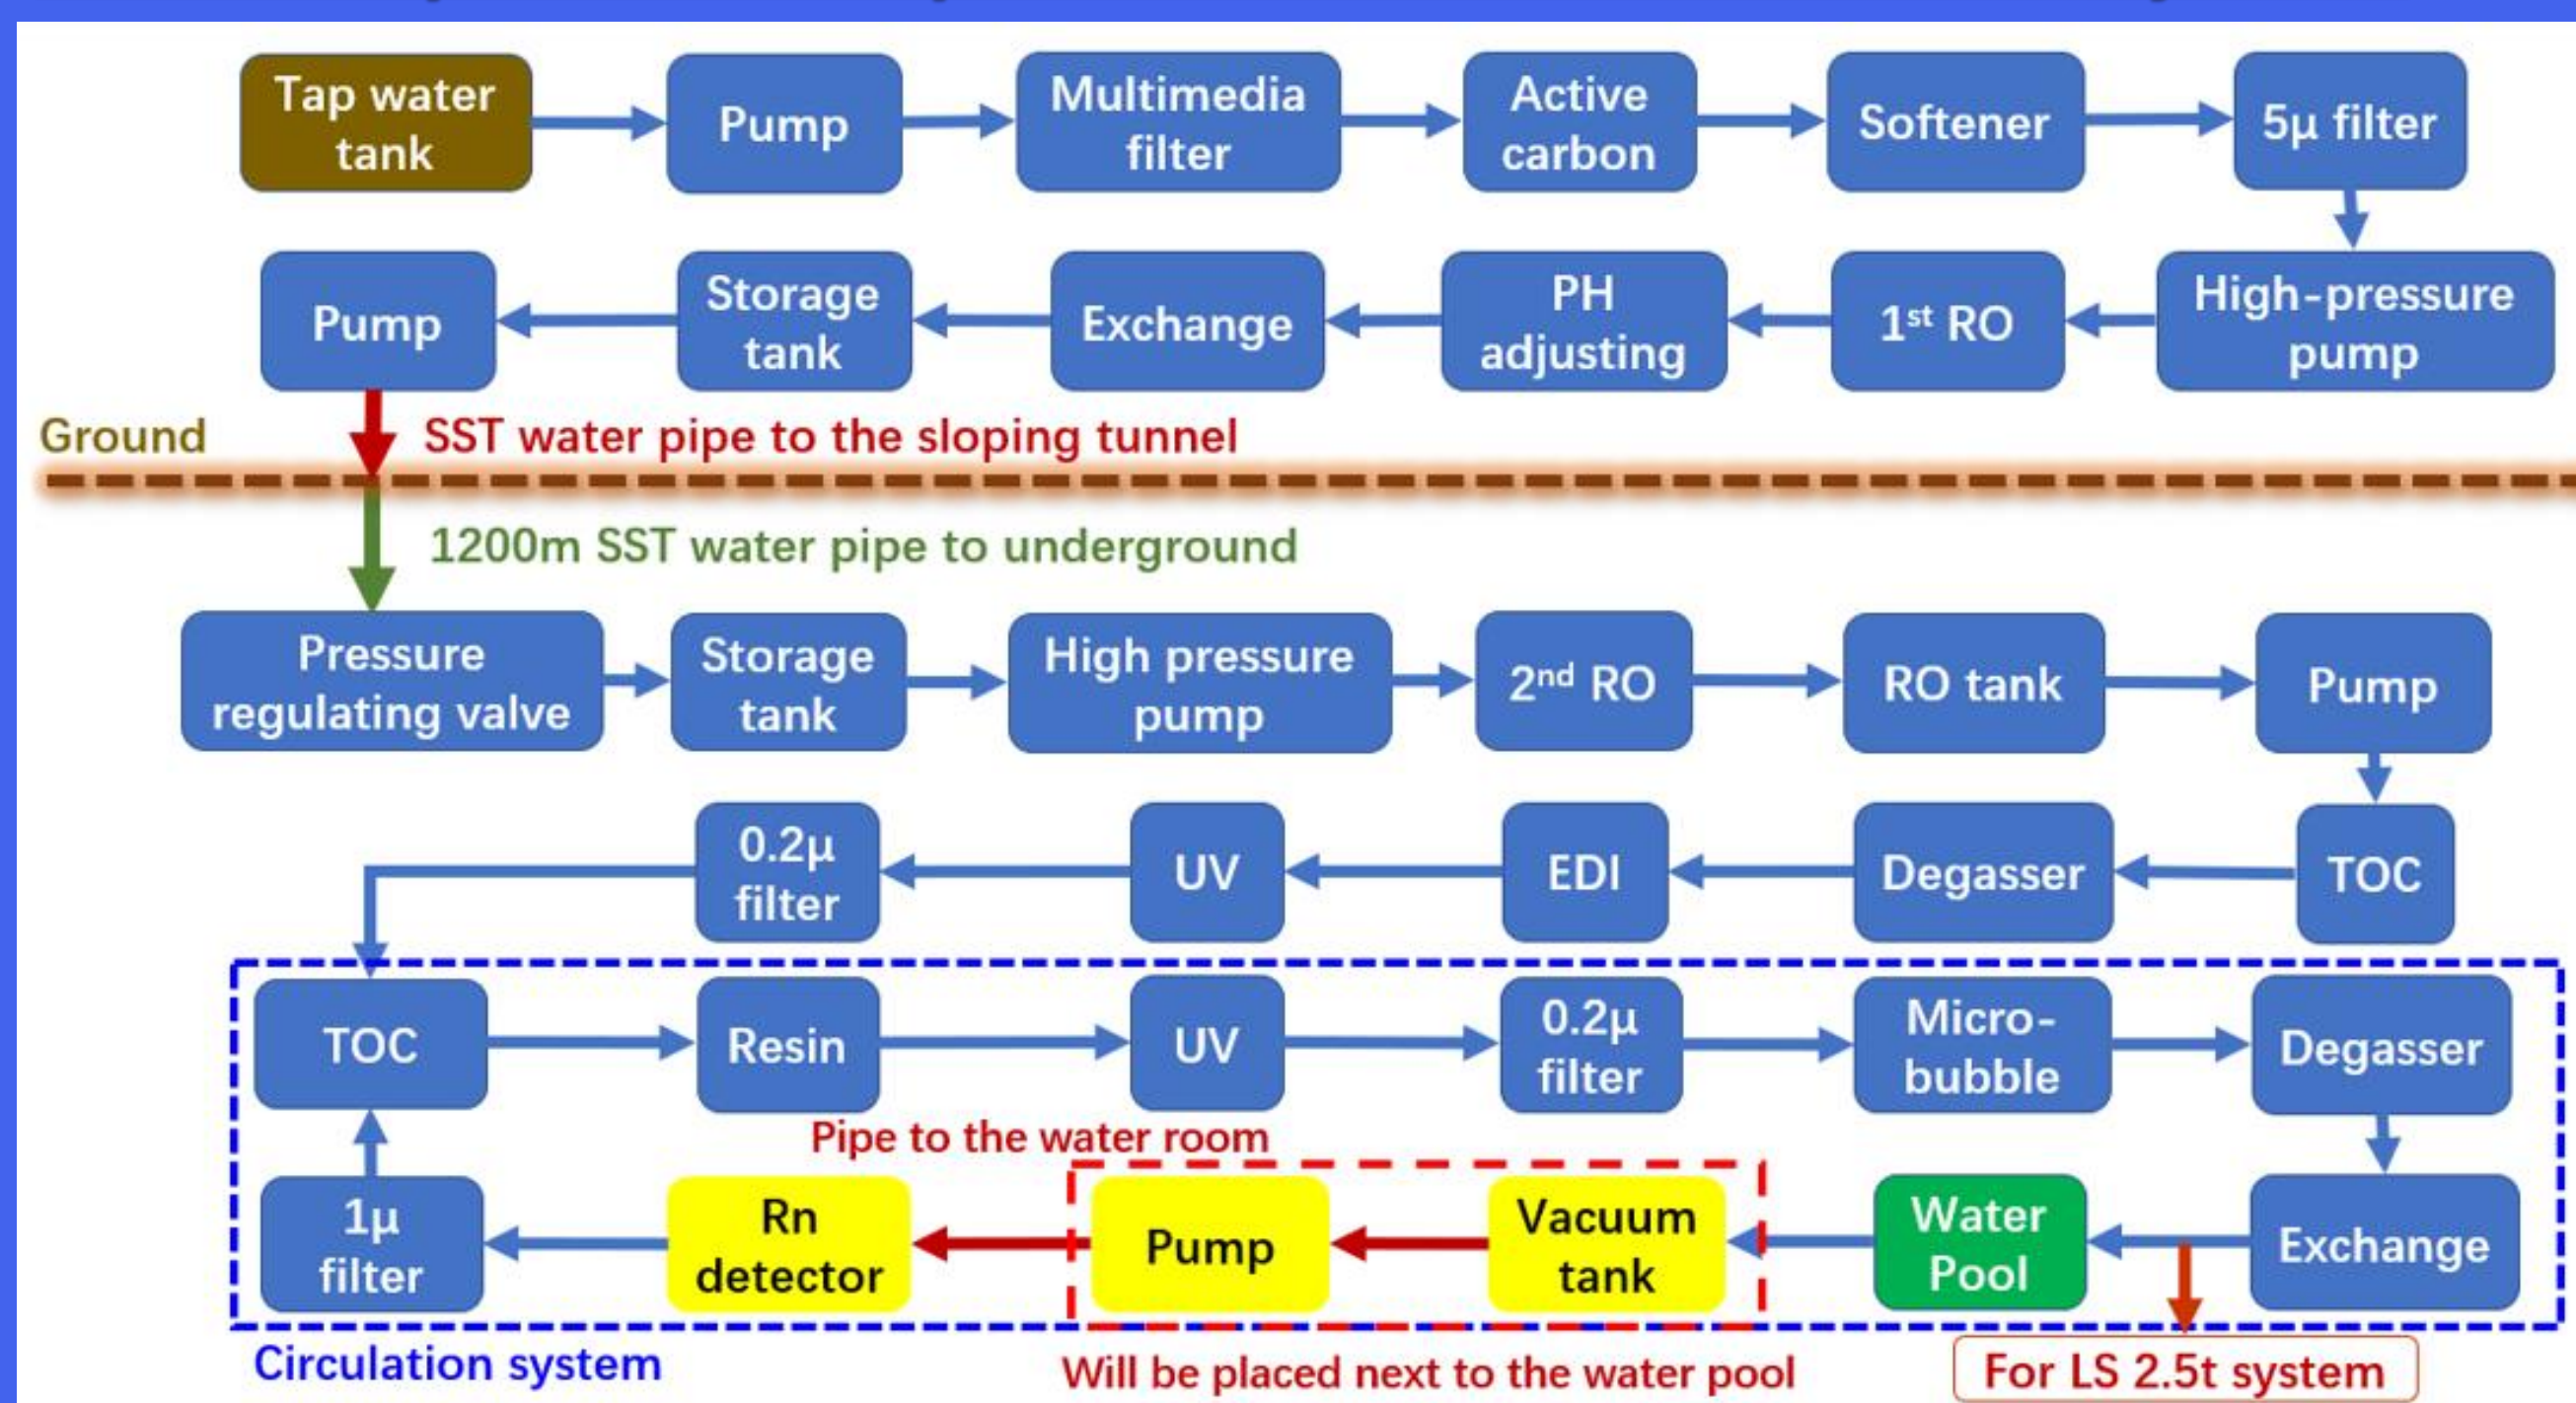 Tap water
tank
Pump
Multimedia
filter
Active
carbon
Softener
5μ filter
High-pressure
pump
1st RO
PH
adjusting
Exchange
Storage
tank
Pump
Ground
SST water pipe to the sloping tunnel
1200m SST water pipe to underground
Pressure
regulating valve
Storage
tank
High pressure
pump
2nd RO
RO tank
Pump
TOC
Degasser
EDI
UV
0.2μ
filter
TOC
Resin
UV
0.2μ
filter
Micro-
bubble
Degasser
Exchange
Water
Pool
Vacuum
tank
Pump
Pipe to the water room
Rn
detector
1μ
filter
Circulation system
Will be placed next to the water pool
For LS 2.5t system